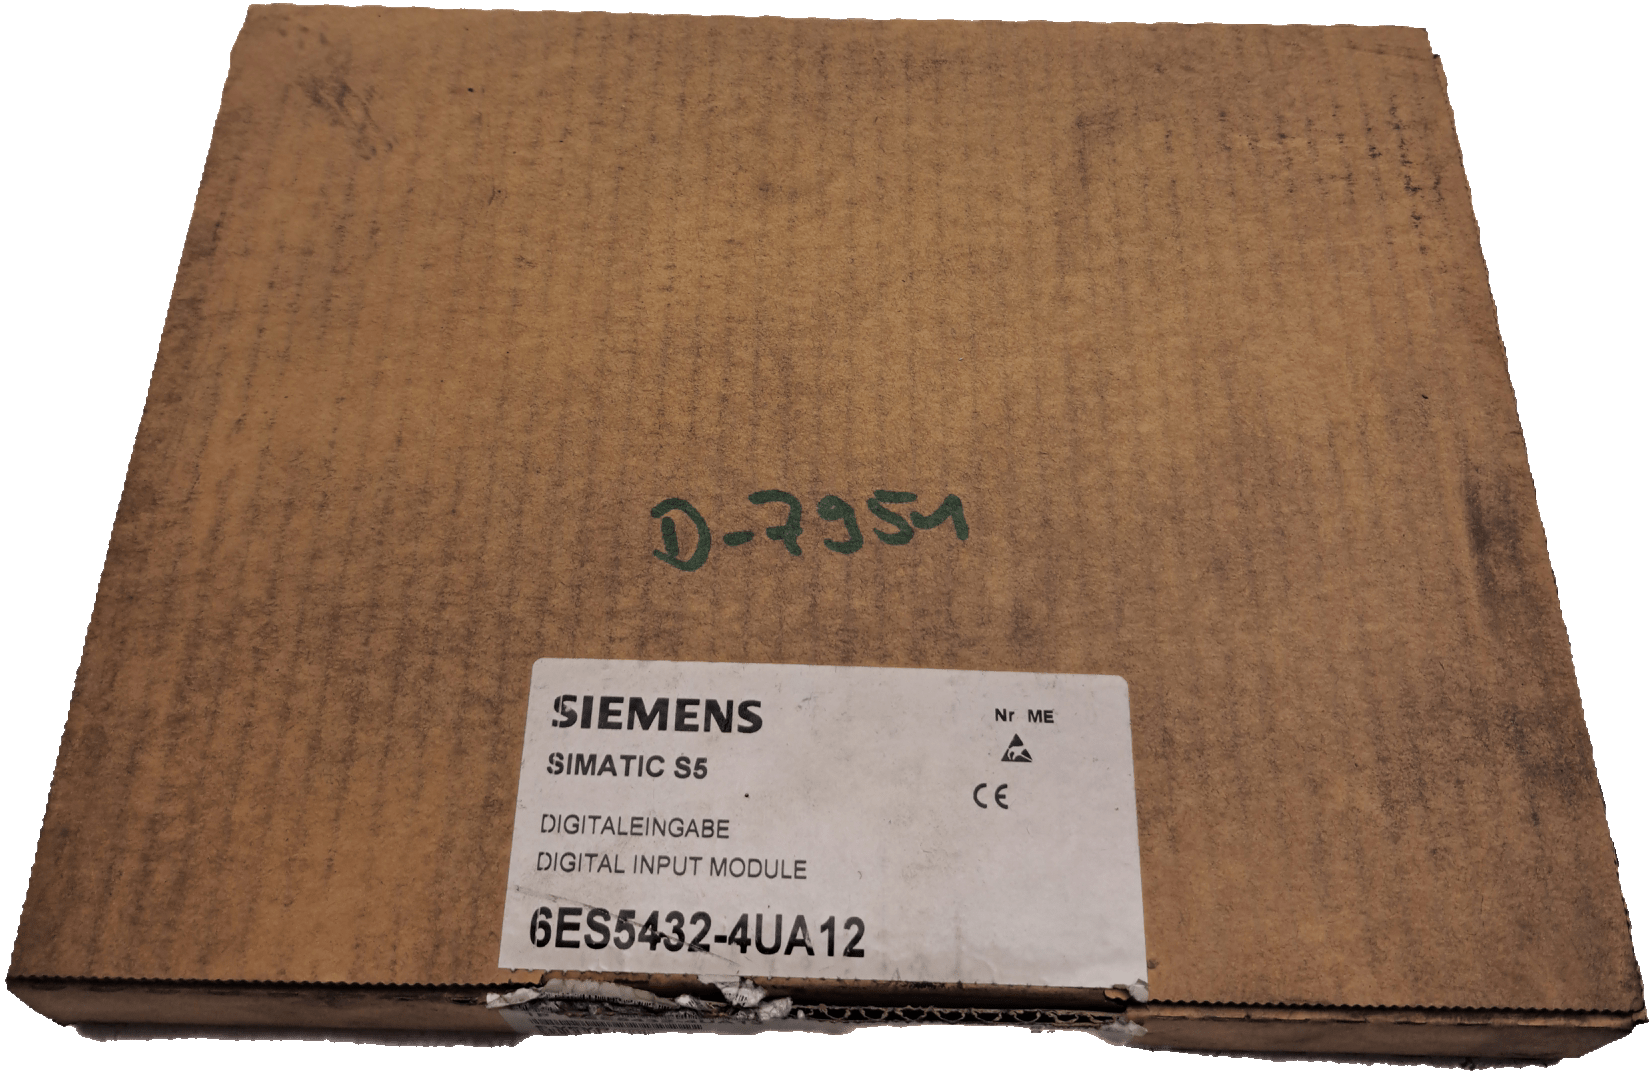 D-7951
SIEMENS
Nr ME
SIMATIC S5
CE
DIGITALEINGABE
DIGITAL INPUT MODULE
6ES5432-4UA12